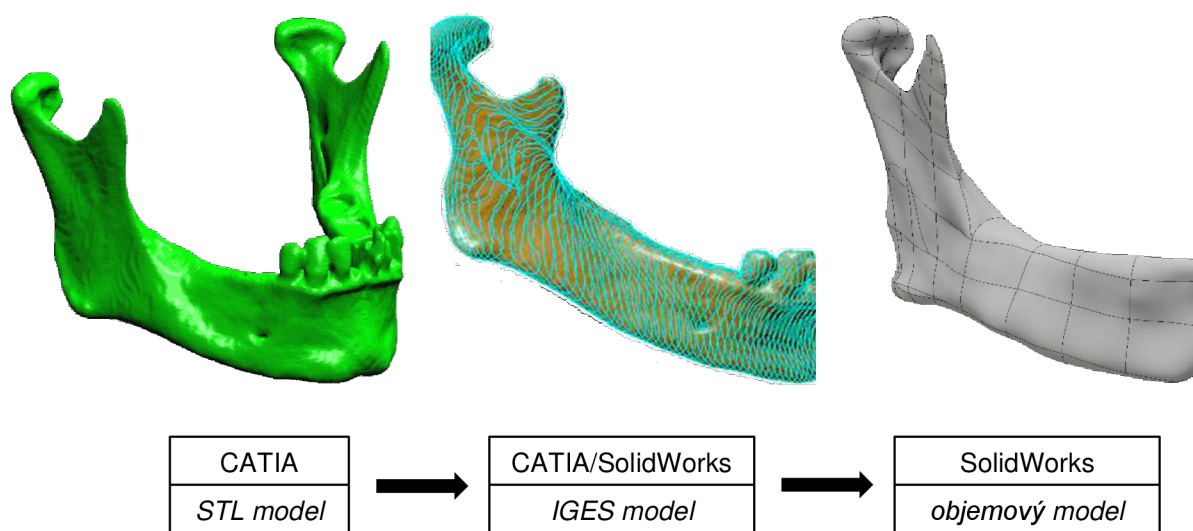 CATIA
STL model
CATIA/SolidWorks
IGES model
SolidWorks
objemový model